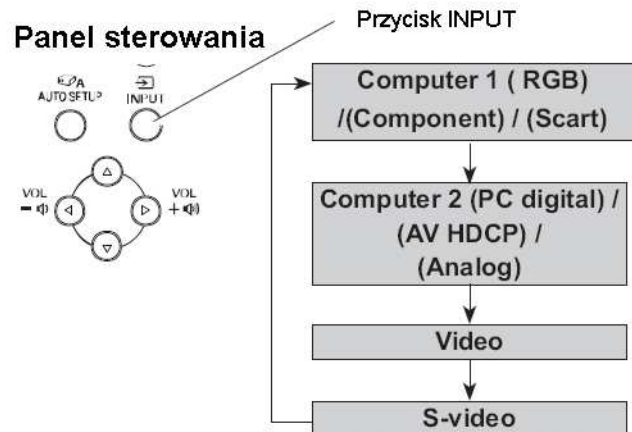 Przycisk INPUT
Panel sterowania
A
AUTO SETUP
INPUT
VOL
VOL
Computer 1 ( RGB)
/(Component) / (Scart)
Computer 2 (PC digital) /
(AV HDCP) /
(Analog)
Video
S-video